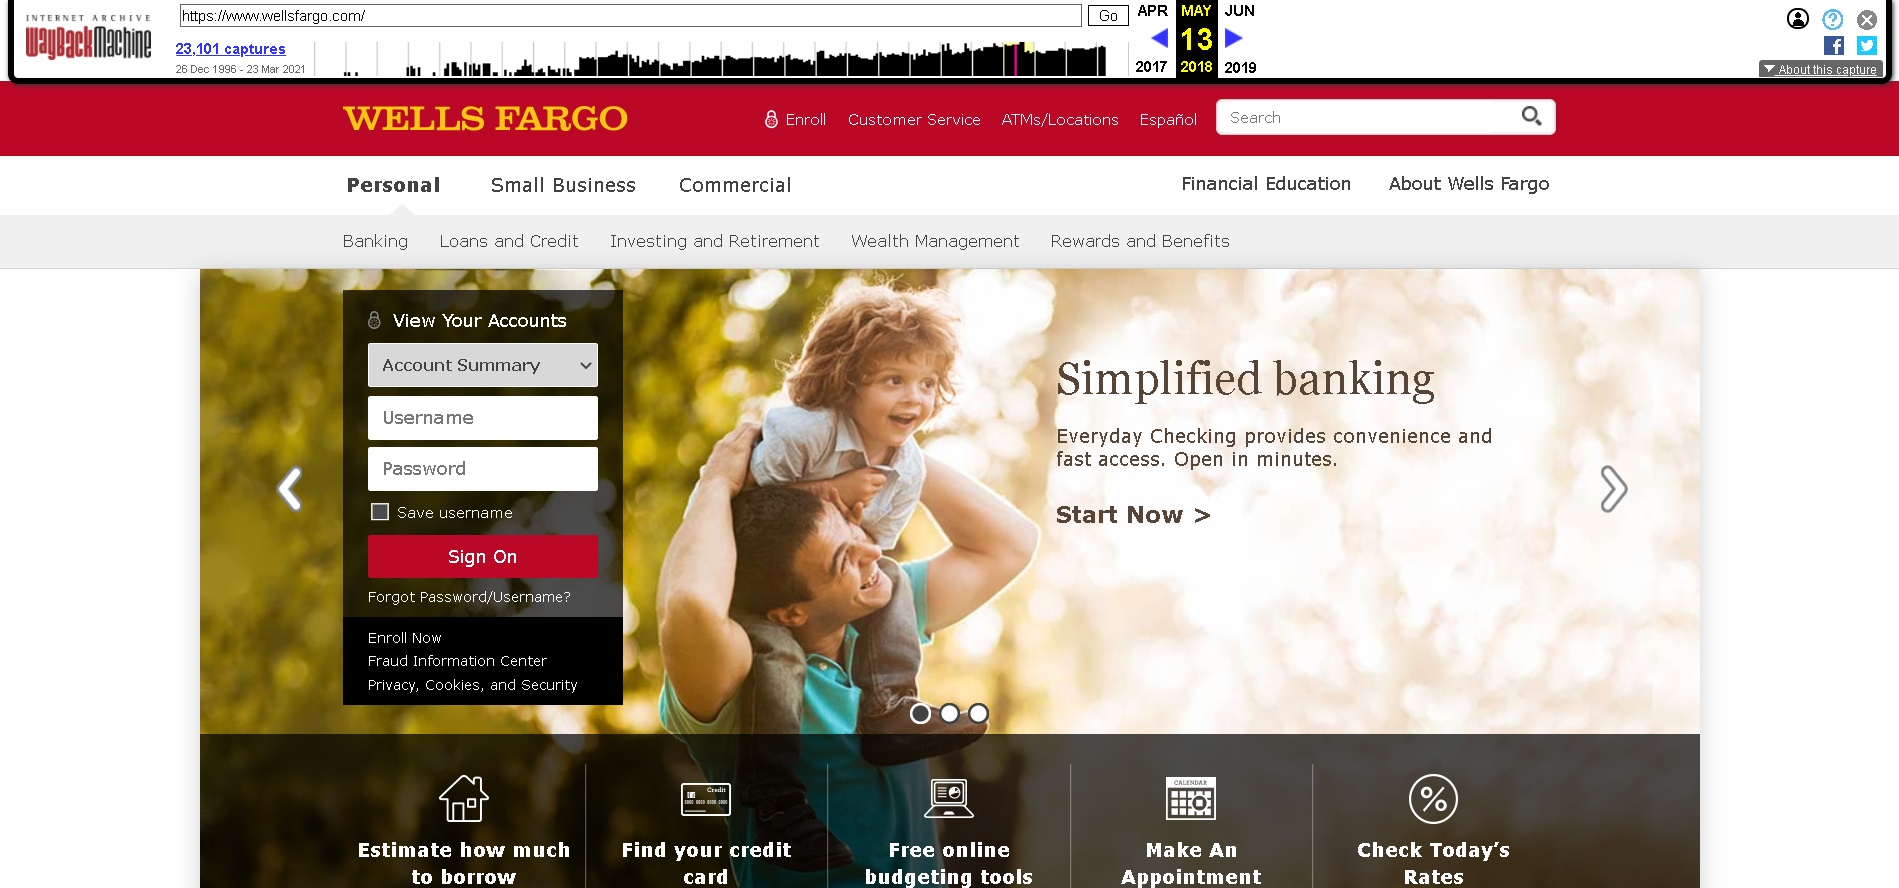 INTERNET ARCHIVE
WayBackMachine
https://www.wellsfargo.com/
Go
23,101 captures
26 Dec 1996 - 23 Mar 2021
APR MAY JUN
13
2017 2018 2019
About this capture
WELLS FARGO
Enroll Customer Service ATMs/Locations Español Search
Personal Small Business Commercial Financial Education About Wells Fargo
Banking Loans and Credit Investing and Retirement Wealth Management Rewards and Benefits
View Your Accounts
Account Summary
Username
Password
Save username
Sign On
Forgot Password/Username?
Enroll Now
Fraud Information Center
Privacy, Cookies, and Security
Simplified banking
Everyday Checking provides convenience and
fast access. Open in minutes.
Start Now >
Credit
CALENDAR
Estimate how much
to borrow
Find your credit
card
Free online
budgeting tools
Make An
Appointment
Check Today's
Rates